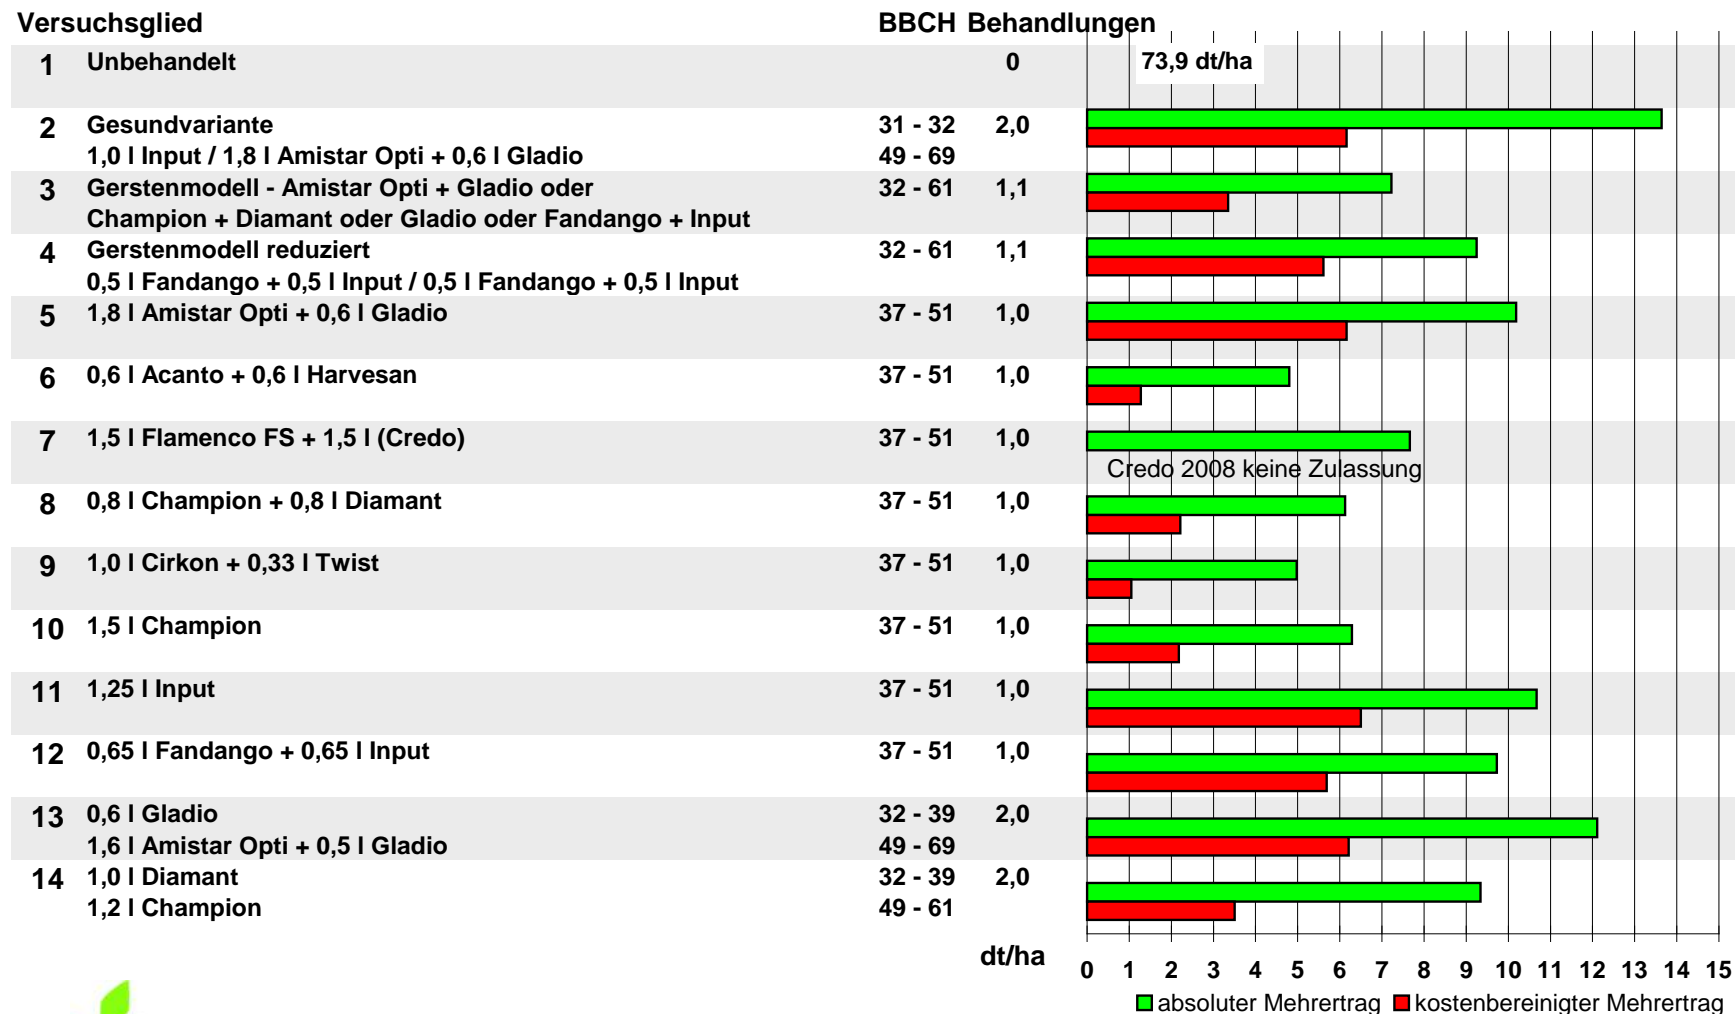 Versuchsglied BBCH Behandlungen
1 Unbehandelt 0 73,9 dt/ha
2 Gesundvariante 31 - 32 2,0
1,0 l Input / 1,8 l Amistar Opti + 0,6 l Gladio 49 - 69
3 Gerstenmodell - Amistar Opti + Gladio oder 32 - 61 1,1
Champion + Diamant oder Gladio oder Fandango + Input
4 Gerstenmodell reduziert 32 - 61 1,1
0,5 l Fandango + 0,5 l Input / 0,5 l Fandango + 0,5 l Input
5 1,8 l Amistar Opti + 0,6 l Gladio 37 - 51 1,0
6 0,6 l Acanto + 0,6 l Harvesan 37 - 51 1,0
7 1,5 l Flamenco FS + 1,5 l (Credo) 37 - 51 1,0
Credo 2008 keine Zulassung
8 0,8 l Champion + 0,8 l Diamant 37 - 51 1,0
9 1,0 l Cirkon + 0,33 l Twist 37 - 51 1,0
10 1,5 l Champion 37 - 51 1,0
11 1,25 l Input 37 - 51 1,0
12 0,65 l Fandango + 0,65 l Input 37 - 51 1,0
13 0,6 l Gladio 32 - 39 2,0
1,6 l Amistar Opti + 0,5 l Gladio 49 - 69
14 1,0 l Diamant 32 - 39 2,0
1,2 l Champion 49 - 61
dt/ha 0 1 2 3 4 5 6 7 8 9 10 11 12 13 14 15
absoluter Mehrertrag kostenbereinigter Mehrertrag